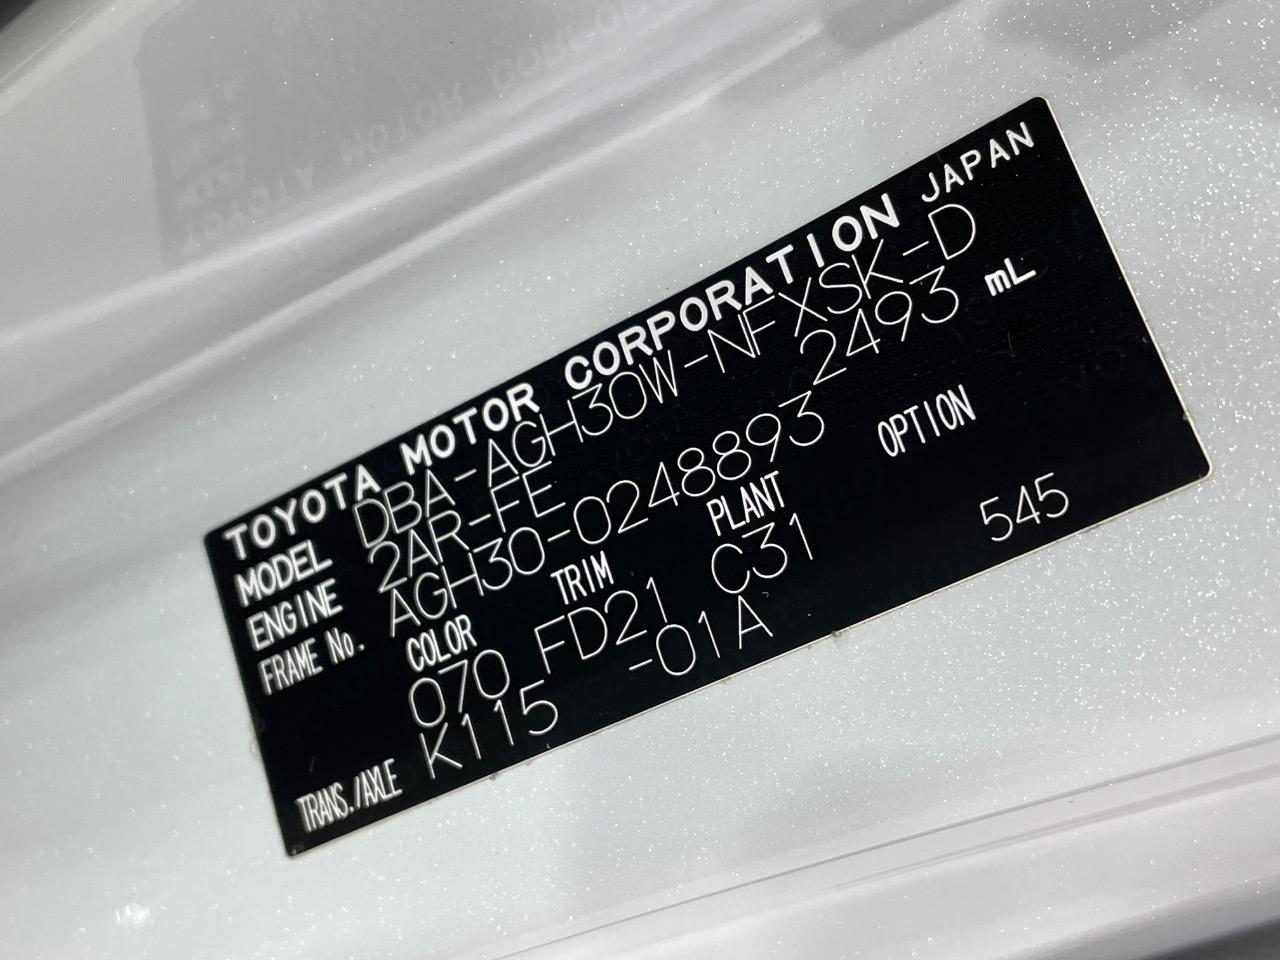 TOYOTA MOTOR CORPORATION JAPAN
MODEL DBA-AGH30W-NFXSK-D
ENGINE 2AR-FE 2493 mL
FRAME No. AGH30-0248893
COLOR TRIM PLANT OPTION
070 FD21 C31 545
TRANS./AXLE K115 -01A